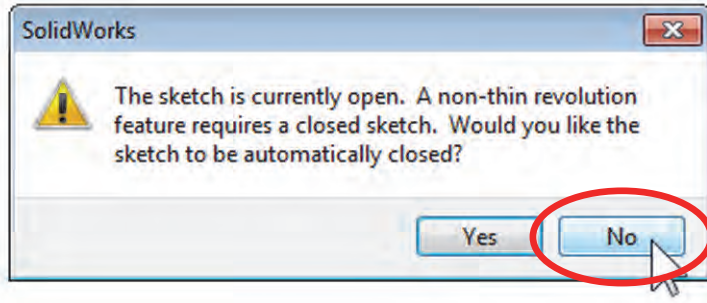 SolidWorks
The sketch is currently open. A non-thin revolution
feature requires a closed sketch. Would you like the
sketch to be automatically closed?
Yes No